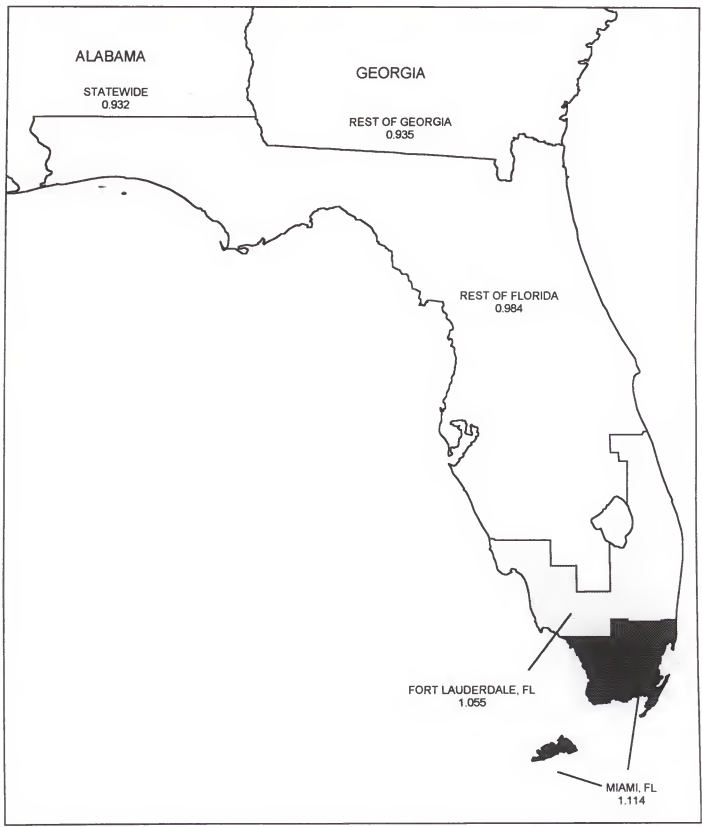 ALABAMA
STATEWIDE
0.932
GEORGIA
REST OF GEORGIA
0.935
REST OF FLORIDA
0.984
FORT LAUDERDALE, FL
1.055
MIAMI, FL
1.114